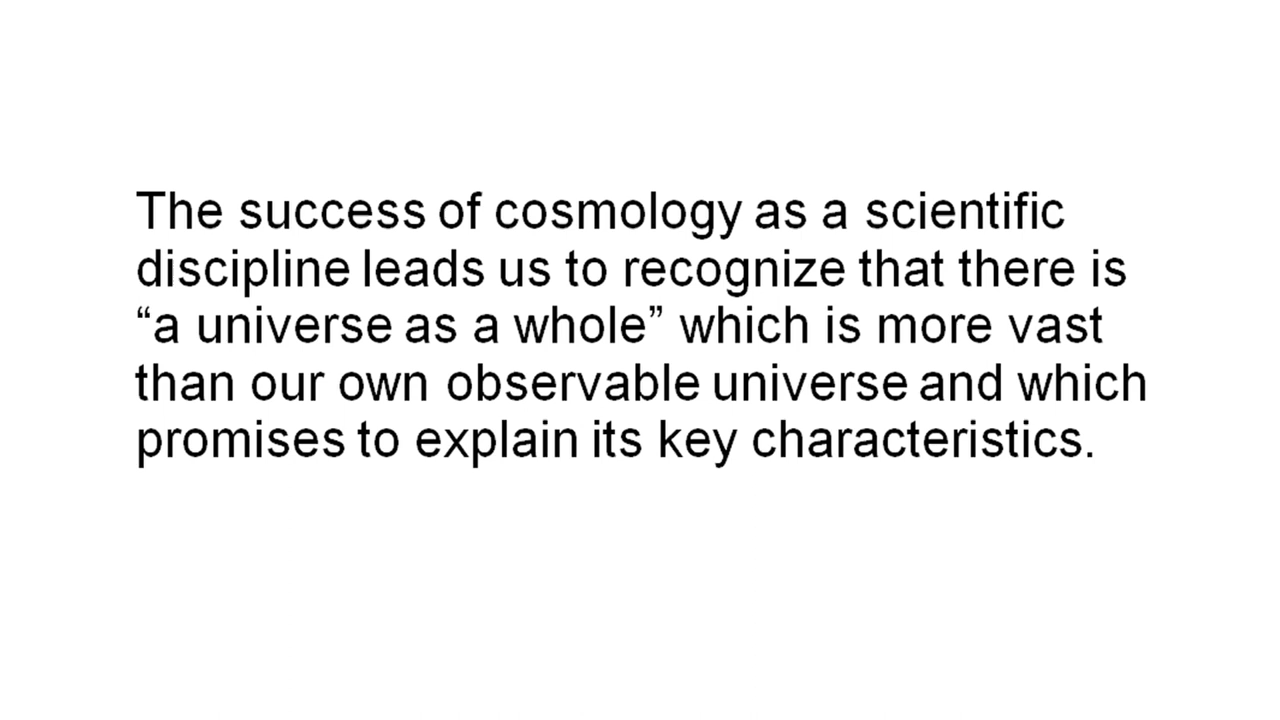 The success of cosmology as a scientific
discipline leads us to recognize that there is
“a universe as a whole” which is more vast
than our own observable universe and which
promises to explain its key characteristics.